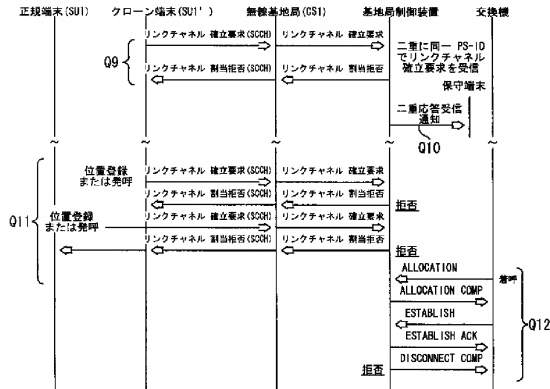 正規端末(SU1)
クローン端末(SU1')
無線基地局(CS1)
基地局制御装置
交換機
Q9
リンクチャネル 確立要求(SCCH)
リンクチャネル 確立要求
リンクチャネル 割当拒否(SCCH)
リンクチャネル 割当拒否
二重に同一 PS-ID
でリンクチャネル
確立要求を受信
保守端末
二重応答受信
通知
Q10
Q11
位置登録
または発呼
リンクチャネル 確立要求(SCCH)
リンクチャネル 確立要求
リンクチャネル 割当拒否(SCCH)
リンクチャネル 割当拒否
拒否
位置登録
または発呼
リンクチャネル 確立要求(SCCH)
リンクチャネル 確立要求
リンクチャネル 割当拒否(SCCH)
リンクチャネル 割当拒否
拒否
ALLOCATION
着呼
ALLOCATION COMP
ESTABLISH
Q12
ESTABLISH ACK
拒否
DISCONNECT COMP